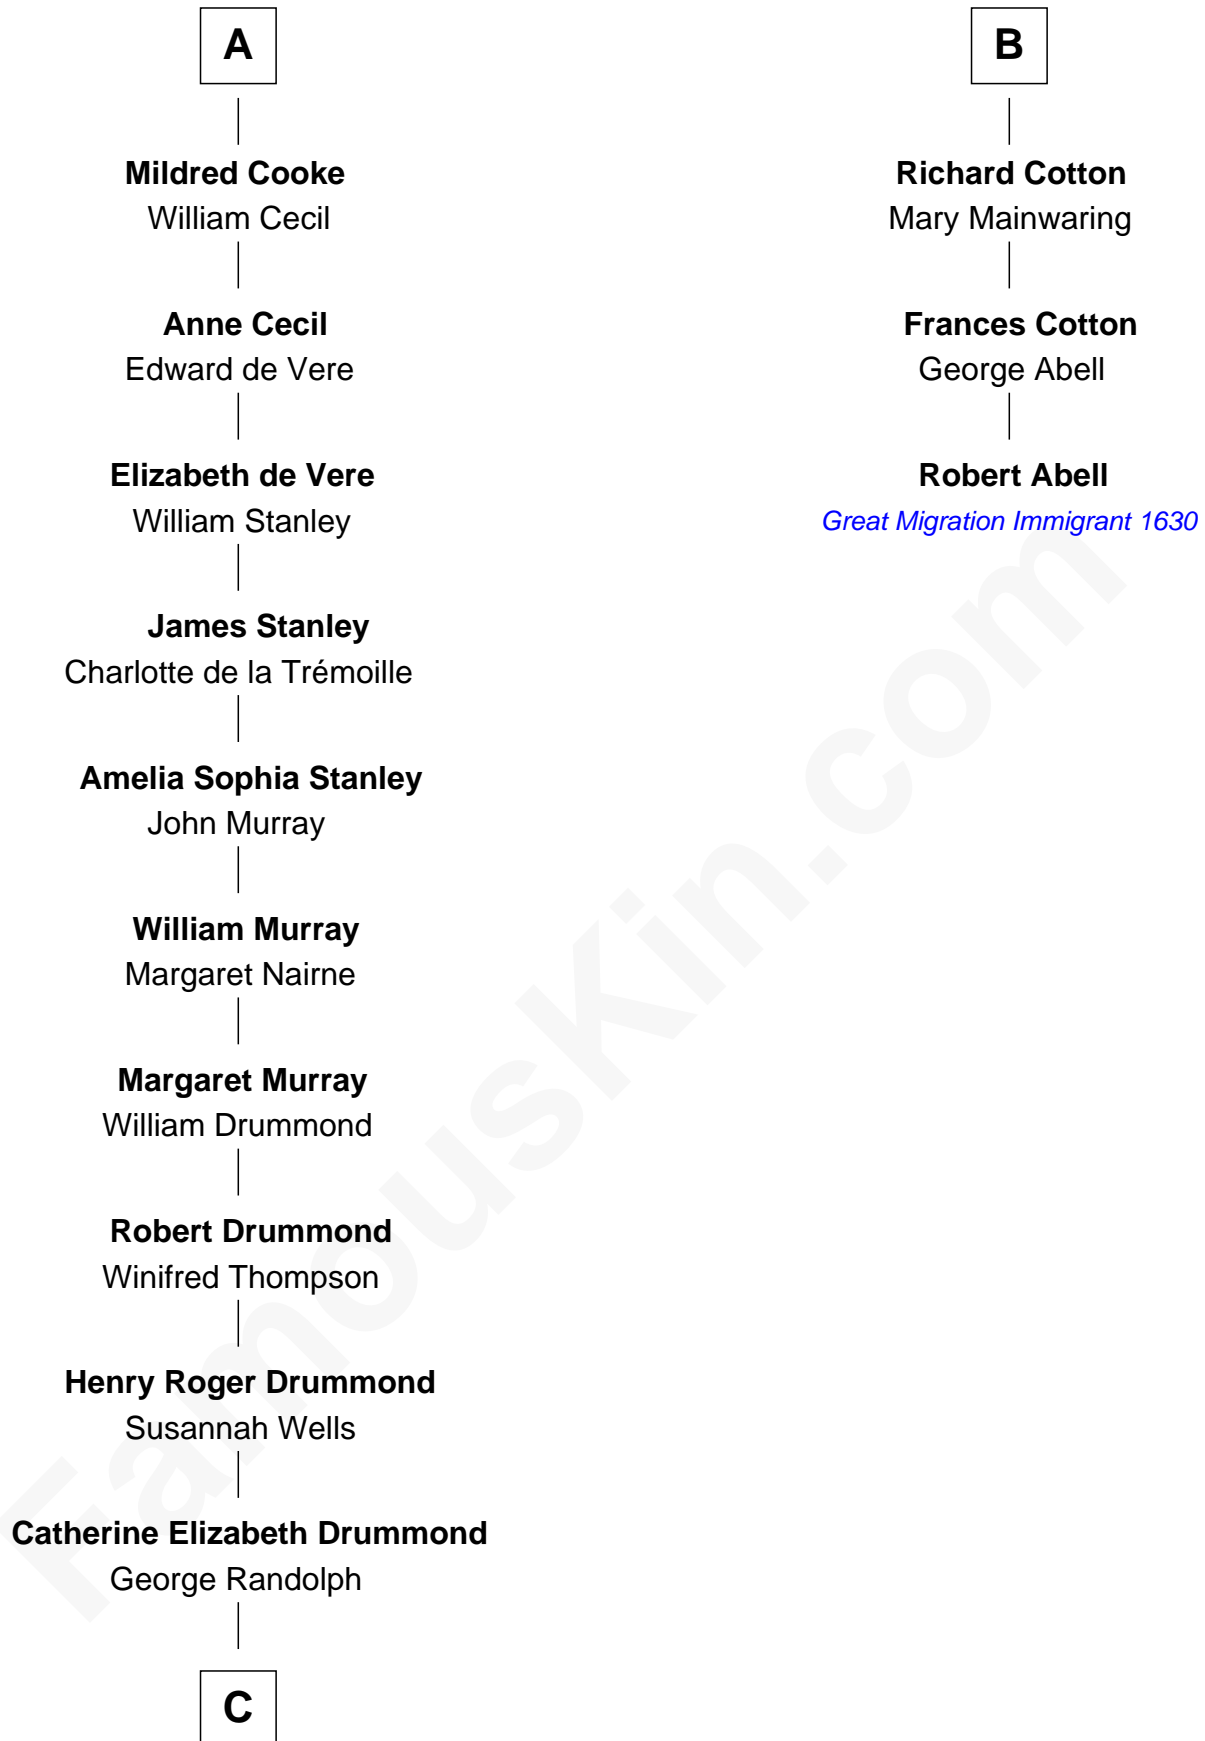 A
Mildred Cooke
William Cecil
Anne Cecil
Edward de Vere
Elizabeth de Vere
William Stanley
James Stanley
Charlotte de la Trémoille
Amelia Sophia Stanley
John Murray
William Murray
Margaret Nairne
Margaret Murray
William Drummond
Robert Drummond
Winifred Thompson
Henry Roger Drummond
Susannah Wells
Catherine Elizabeth Drummond
George Randolph
C
B
Richard Cotton
Mary Mainwaring
Frances Cotton
George Abell
Robert Abell
Great Migration Immigrant 1630
FamousKin.com